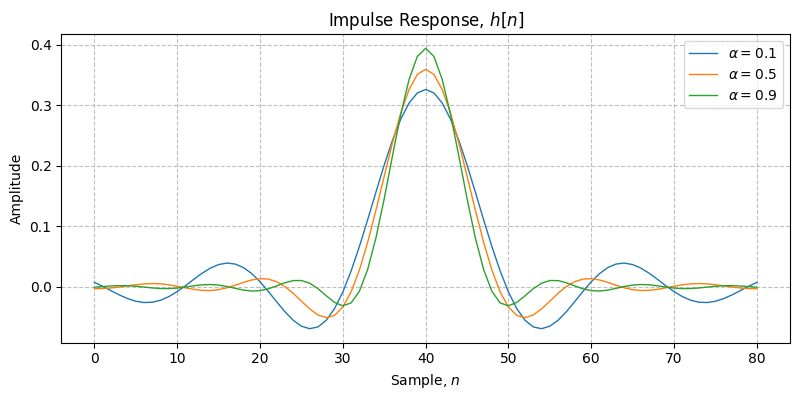 Impulse Response, h[n]
Amplitude
0.4
0.3
0.2
0.1
0.0
0 10 20 30 40 50 60 70 80
Sample, n
α = 0.1
α = 0.5
α = 0.9